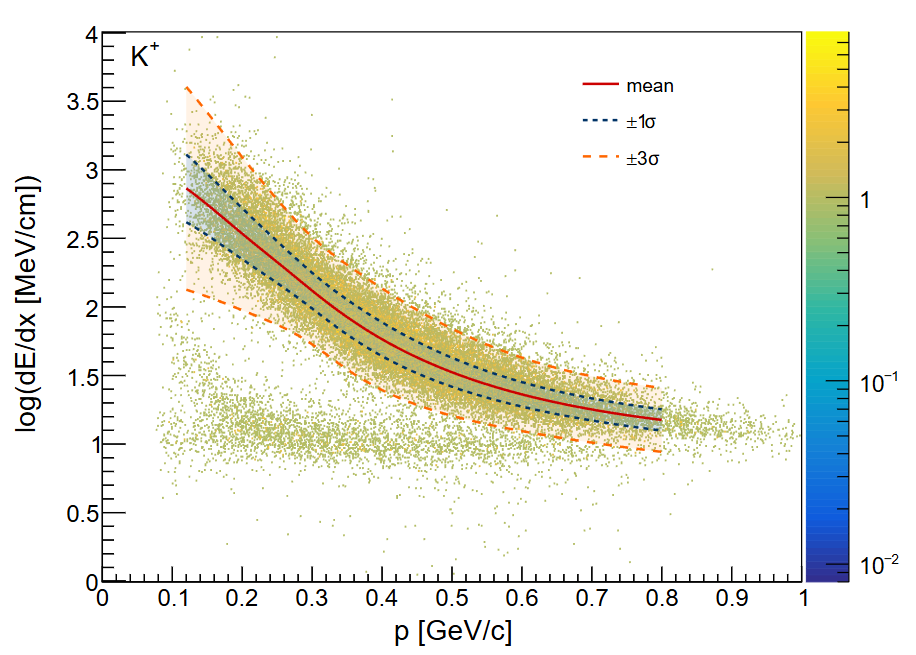 K⁺
mean
±1σ
±3σ
log(dE/dx [MeV/cm])
4
3.5
3
2.5
2
1.5
1
0.5
0
0 0.1 0.2 0.3 0.4 0.5 0.6 0.7 0.8 0.9 1
p [GeV/c]
1
10⁻¹
10⁻²